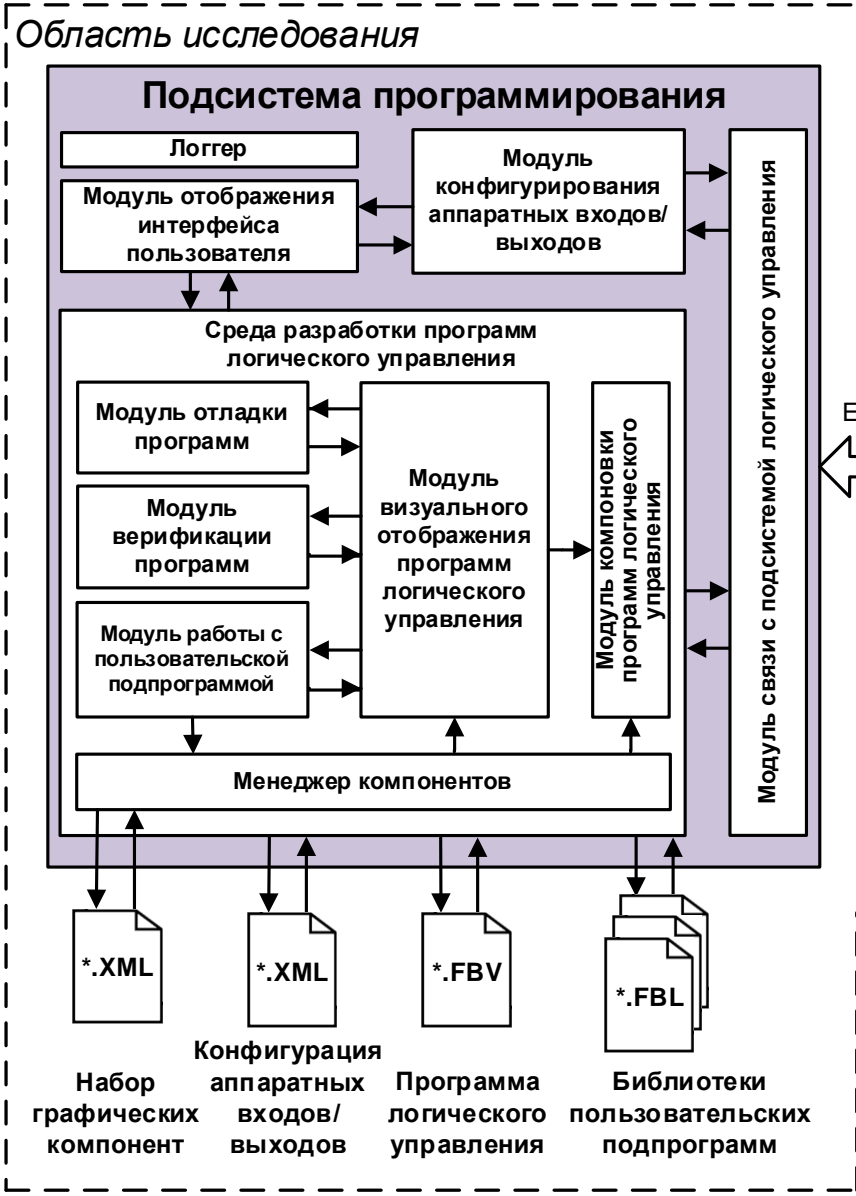 Область исследования
Подсистема программирования
Логгер
Модуль отображения
интерфейса
пользователя
Модуль
конфигурирования
аппаратных входов/
выходов
Модуль связи с подсистемой логического управления
Среда разработки программ
логического управления
Модуль отладки
программ
Модуль
верификации
программ
Модуль работы с
пользовательской
подпрограммой
Модуль
визуального
отображения
программ
логического
управления
Модуль компоновки
программ логического
управления
Менеджер компонентов
*.XML
*.XML
*.FBV
*.FBL
Набор
графических
компонент
Конфигурация
аппаратных
входов/
выходов
Программа
логического
управления
Библиотеки
пользовательских
подпрограмм